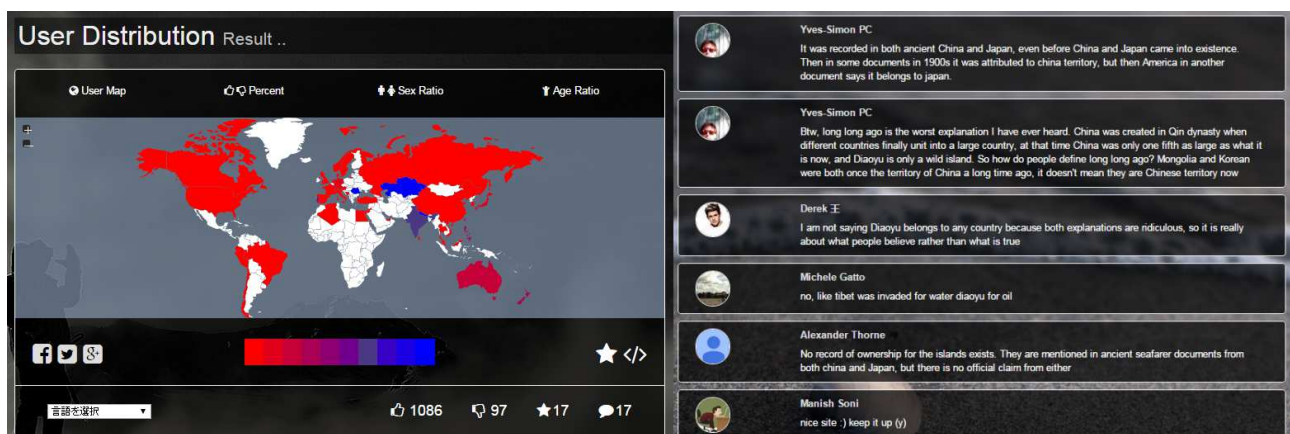 User Distribution Result ..
User Map
Percent
Sex Ratio
Age Ratio
言語を選択
1086
97
17
17
Yves-Simon PC
It was recorded in both ancient China and Japan, even before China and Japan came into existence.
Then in some documents in 1900s it was attributed to china territory, but then America in another
document says it belongs to japan.
Yves-Simon PC
Btw, long long ago is the worst explanation I have ever heard. China was created in Qin dynasty when
different countries finally unit into a large country, at that time China was only one fifth as large as what it
is now, and Diaoyu is only a wild island. So how do people define long long ago? Mongolia and Korean
were both once the territory of China a long time ago, it doesn't mean they are Chinese territory now
Derek 王
I am not saying Diaoyu belongs to any country because both explanations are ridiculous, so it is really
about what people believe rather than what is true
Michele Gatto
no, like tibet was invaded for water diaoyu for oil
Alexander Thorne
No record of ownership for the islands exists. They are mentioned in ancient seafarer documents from
both china and Japan, but there is no official claim from either
Manish Soni
nice site :) keep it up (y)